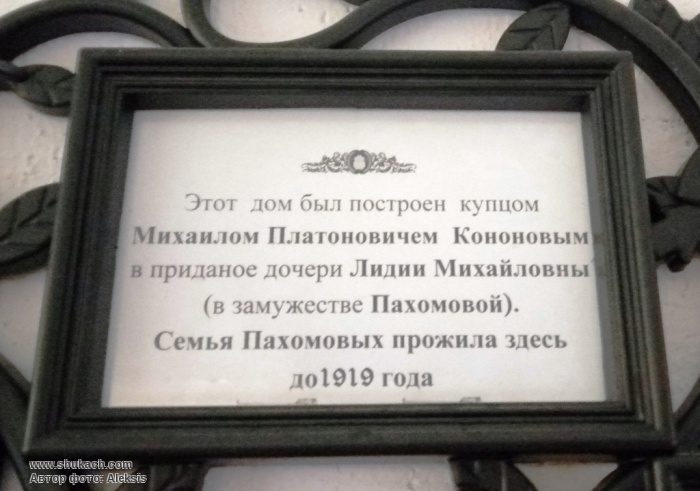 Этот дом был построен купцом
Михаилом Платоновичем Кононовым
в приданое дочери Лидии Михайловны
(в замужестве Пахомовой).
Семья Пахомовых прожила здесь
до1919 года
www.shukach.com
Автор фото: Aleksis